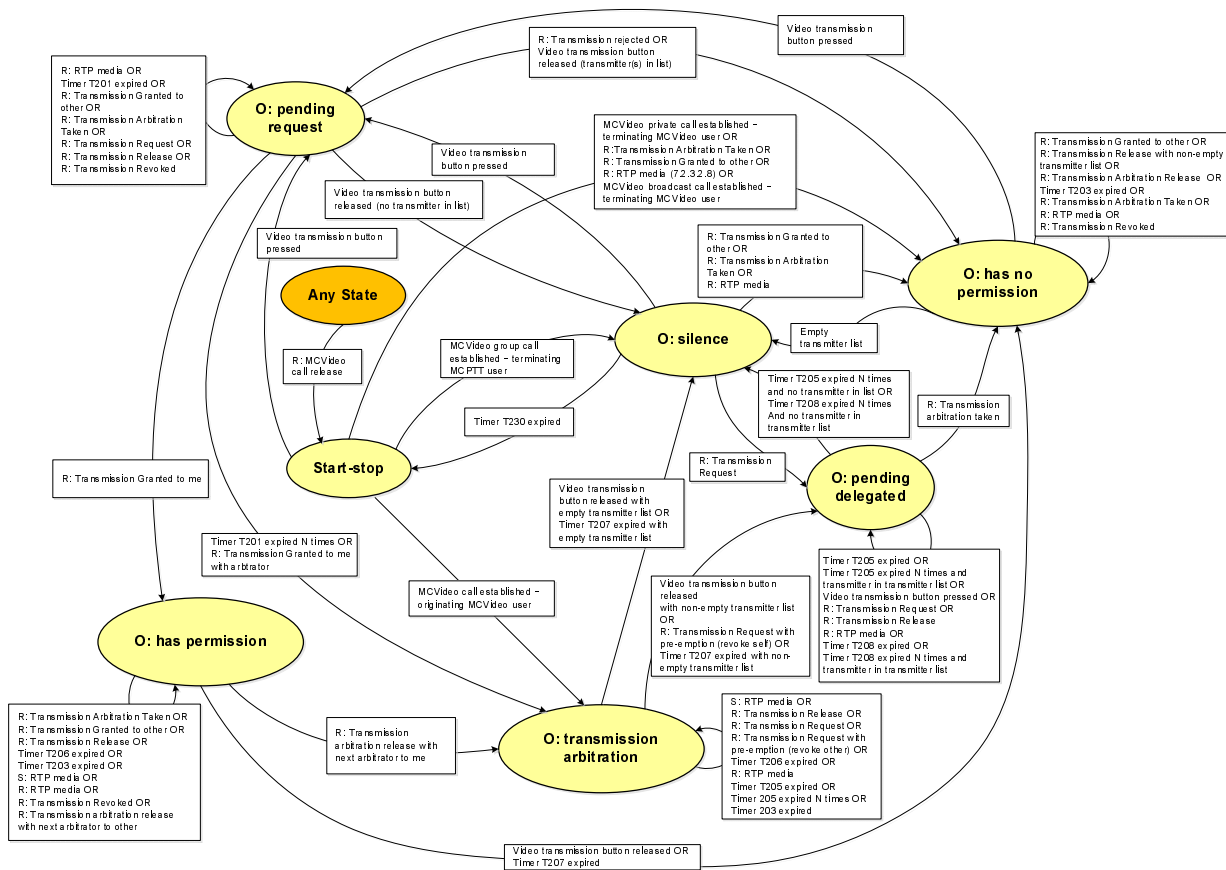 Video transmission
button pressed
R: Transmission rejected OR
Video transmission button
released (transmitter(s) in list)
R: RTP media OR
Timer T201 expired OR
R: Transmission Granted to
other OR
R: Transmission Arbitration
Taken OR
R: Transmission Request OR
R: Transmission Release OR
R: Transmission Revoked
O: pending
request
MCVideo private call established –
terminating MCVideo user OR
R:Transmission Arbitration Taken OR
R: Transmission Granted to other OR
R: RTP media (7.2.3.2.8) OR
MCVideo broadcast call established –
terminating MCVideo user
R: Transmission Granted to other OR
R: Transmission Release with non-empty
transmitter list OR
R: Transmission Arbitration Release OR
Timer T203 expired OR
R: Transmission Arbitration Taken OR
R: RTP media OR
R: Transmission Revoked
Video transmission
button pressed
Video transmission button
released (no transmitter in list)
Video transmission button
pressed
R: Transmission Granted to
other OR
R: Transmission Arbitration
Taken OR
R: RTP media
O: has no
permission
Any State
O: silence
Empty
transmitter list
R: MCVideo
call release
MCVideo group call
established – terminating
MCPTT user
Timer T205 expired N times
and no transmitter in list OR
Timer T208 expired N times
And no transmitter in
transmitter list
R: Transmission
arbitration taken
Timer T230 expired
Start-stop
R: Transmission
Request
O: pending
delegated
R: Transmission Granted to me
Video transmission
button released with
empty transmitter list OR
Timer T207 expired with
empty transmitter list
Timer T201 expired N times OR
R: Transmission Granted to me
with arbtrator
MCVideo call established –
originating MCVideo user
Video transmission button
released
with non-empty transmitter list
OR
R: Transmission Request with
pre-emption (revoke self) OR
Timer T207 expired with non-
empty transmitter list
Timer T205 expired OR
Timer T205 expired N times and
transmitter in transmitter list OR
Video transmission button pressed OR
R: Transmission Request OR
R: Transmission Release
R: RTP media OR
Timer T208 expired OR
Timer T208 expired N times and
transmitter in transmitter list
O: has permission
R: Transmission Arbitration Taken OR
R: Transmission Granted to other OR
R: Transmission Release OR
Timer T206 expired OR
Timer T203 expired OR
S: RTP media OR
R: RTP media OR
R: Transmission Revoked OR
R: Transmission arbitration release
with next arbitrator to other
R: Transmission
arbitration release with
next arbitrator to me
O: transmission
arbitration
S: RTP media OR
R: Transmission Release OR
R: Transmission Request OR
R: Transmission Request with
pre-emption (revoke other) OR
Timer T206 expired OR
R: RTP media
Timer T205 expired OR
Timer 205 expired N times OR
Timer 203 expired
Video transmission button released OR
Timer T207 expired